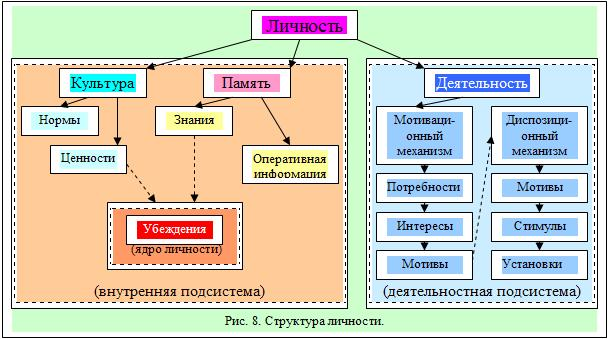 Личность
Культура
Память
Деятельность
Нормы
Знания
Ценности
Оперативная
информация
Убеждения
(ядро личности)
(внутренняя подсистема)
Мотиваци-
онный
механизм
Потребности
Интересы
Мотивы
Диспозици-
онный
механизм
Мотивы
Стимулы
Установки
(деятельностная подсистема)
Рис. 8. Структура личности.